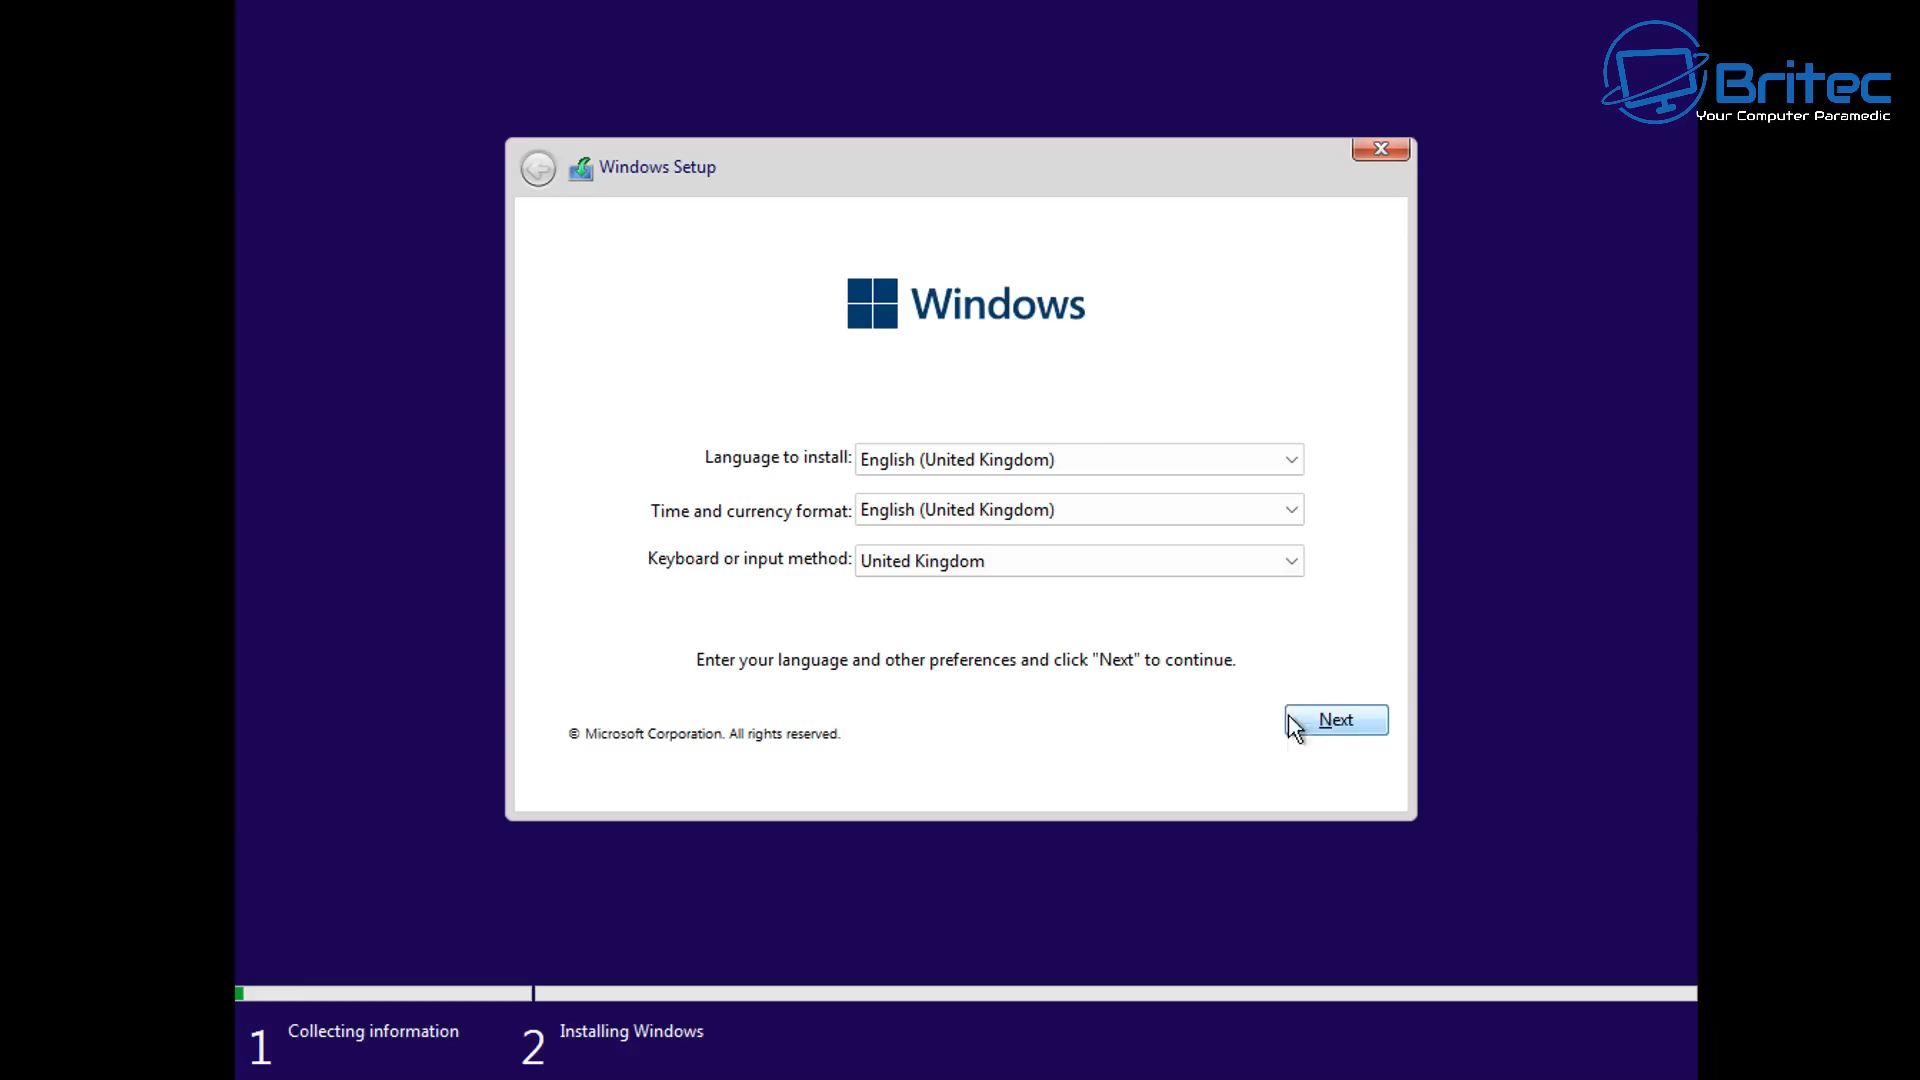 Britec
Your Computer Paramedic
Windows Setup
Windows
Language to install: English (United Kingdom)
Time and currency format: English (United Kingdom)
Keyboard or input method: United Kingdom
Enter your language and other preferences and click "Next" to continue.
Next
© Microsoft Corporation. All rights reserved.
1 Collecting information 2 Installing Windows